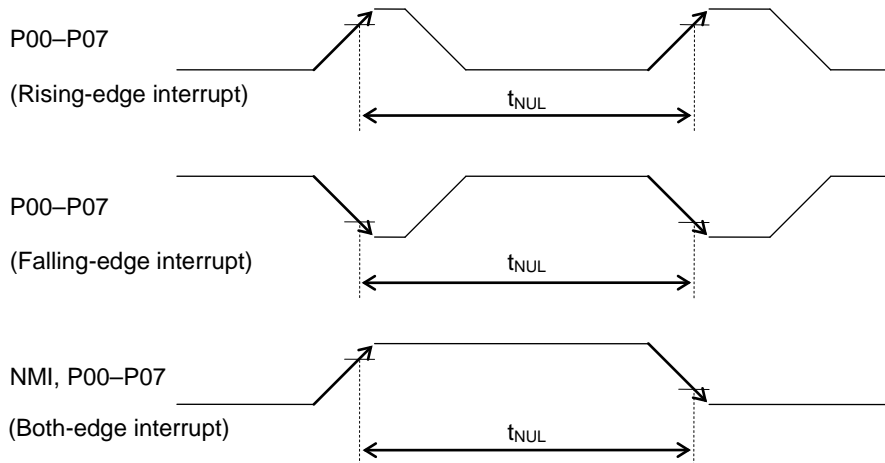 P00–P07
(Rising-edge interrupt)
tNUL
P00–P07
(Falling-edge interrupt)
tNUL
NMI, P00–P07
(Both-edge interrupt)
tNUL